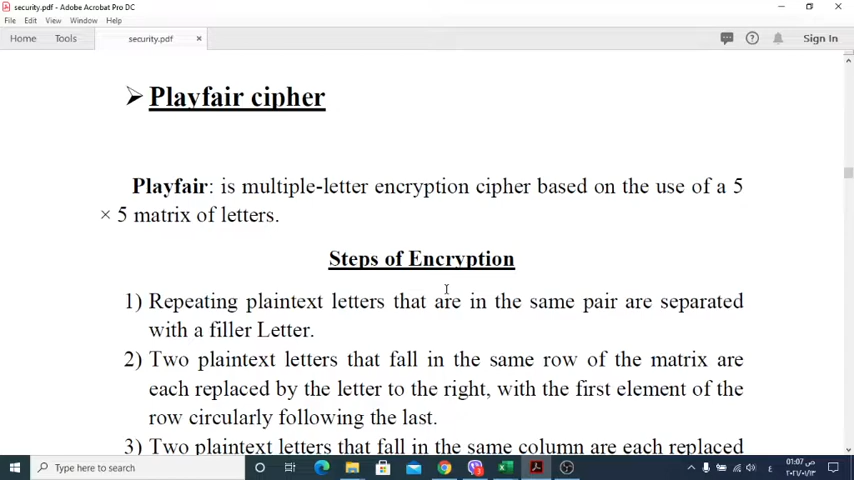 security.pdf - Adobe Acrobat Pro DC
File Edit View Window Help
Home Tools security.pdf × Sign In
➢ Playfair cipher
Playfair: is multiple-letter encryption cipher based on the use of a 5
× 5 matrix of letters.
Steps of Encryption
1) Repeating plaintext letters that are in the same pair are separated
with a filler Letter.
2) Two plaintext letters that fall in the same row of the matrix are
each replaced by the letter to the right, with the first element of the
row circularly following the last.
3) Two plaintext letters that fall in the same column are each replaced
Type here to search
ع
01:07 ص